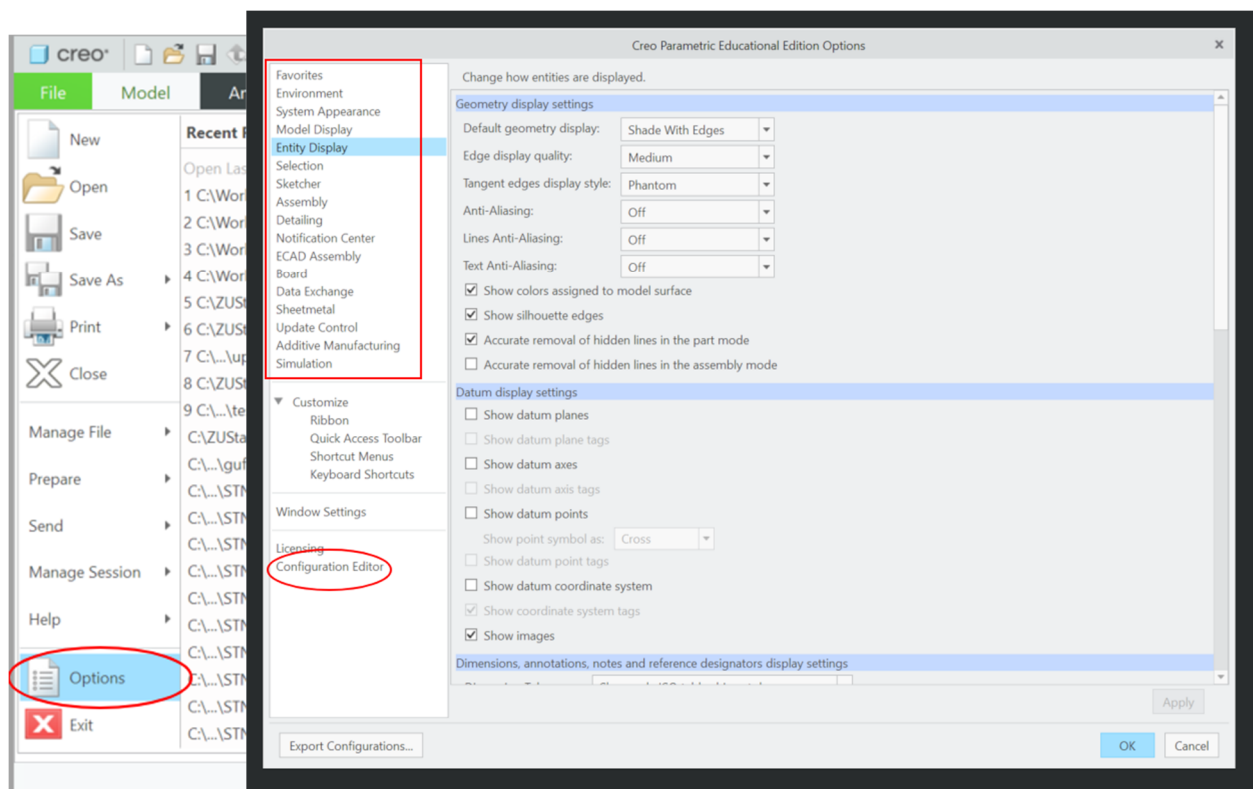 creo·
File Model Ar
New
Open
Save
Save As
Print
Close
Manage File
Prepare
Send
Manage Session
Help
Options
Exit
Recent
Open Las
1 C:\Wor
2 C:\Wor
3 C:\Wor
4 C:\Wor
5 C:\ZUSt
6 C:\ZUSt
7 C:\...\up
8 C:\ZUSt
9 C:\...\te
C:\ZUSta
C:\...\guf
C:\...\STN
C:\...\STN
C:\...\STN
C:\...\STN
C:\...\STN
C:\...\STN
C:\...\STN
C:\...\STN
C:\...\STN
C:\...\STN
Creo Parametric Educational Edition Options
Favorites
Environment
System Appearance
Model Display
Entity Display
Selection
Sketcher
Assembly
Detailing
Notification Center
ECAD Assembly
Board
Data Exchange
Sheetmetal
Update Control
Additive Manufacturing
Simulation
Customize
Ribbon
Quick Access Toolbar
Shortcut Menus
Keyboard Shortcuts
Window Settings
Licensing
Configuration Editor
Change how entities are displayed.
Geometry display settings
Default geometry display: Shade With Edges
Edge display quality: Medium
Tangent edges display style: Phantom
Anti-Aliasing: Off
Lines Anti-Aliasing: Off
Text Anti-Aliasing: Off
Show colors assigned to model surface
Show silhouette edges
Accurate removal of hidden lines in the part mode
Accurate removal of hidden lines in the assembly mode
Datum display settings
Show datum planes
Show datum plane tags
Show datum axes
Show datum axis tags
Show datum points
Show point symbol as: Cross
Show datum point tags
Show datum coordinate system
Show coordinate system tags
Show images
Dimensions, annotations, notes and reference designators display settings
Apply
Export Configurations... OK Cancel